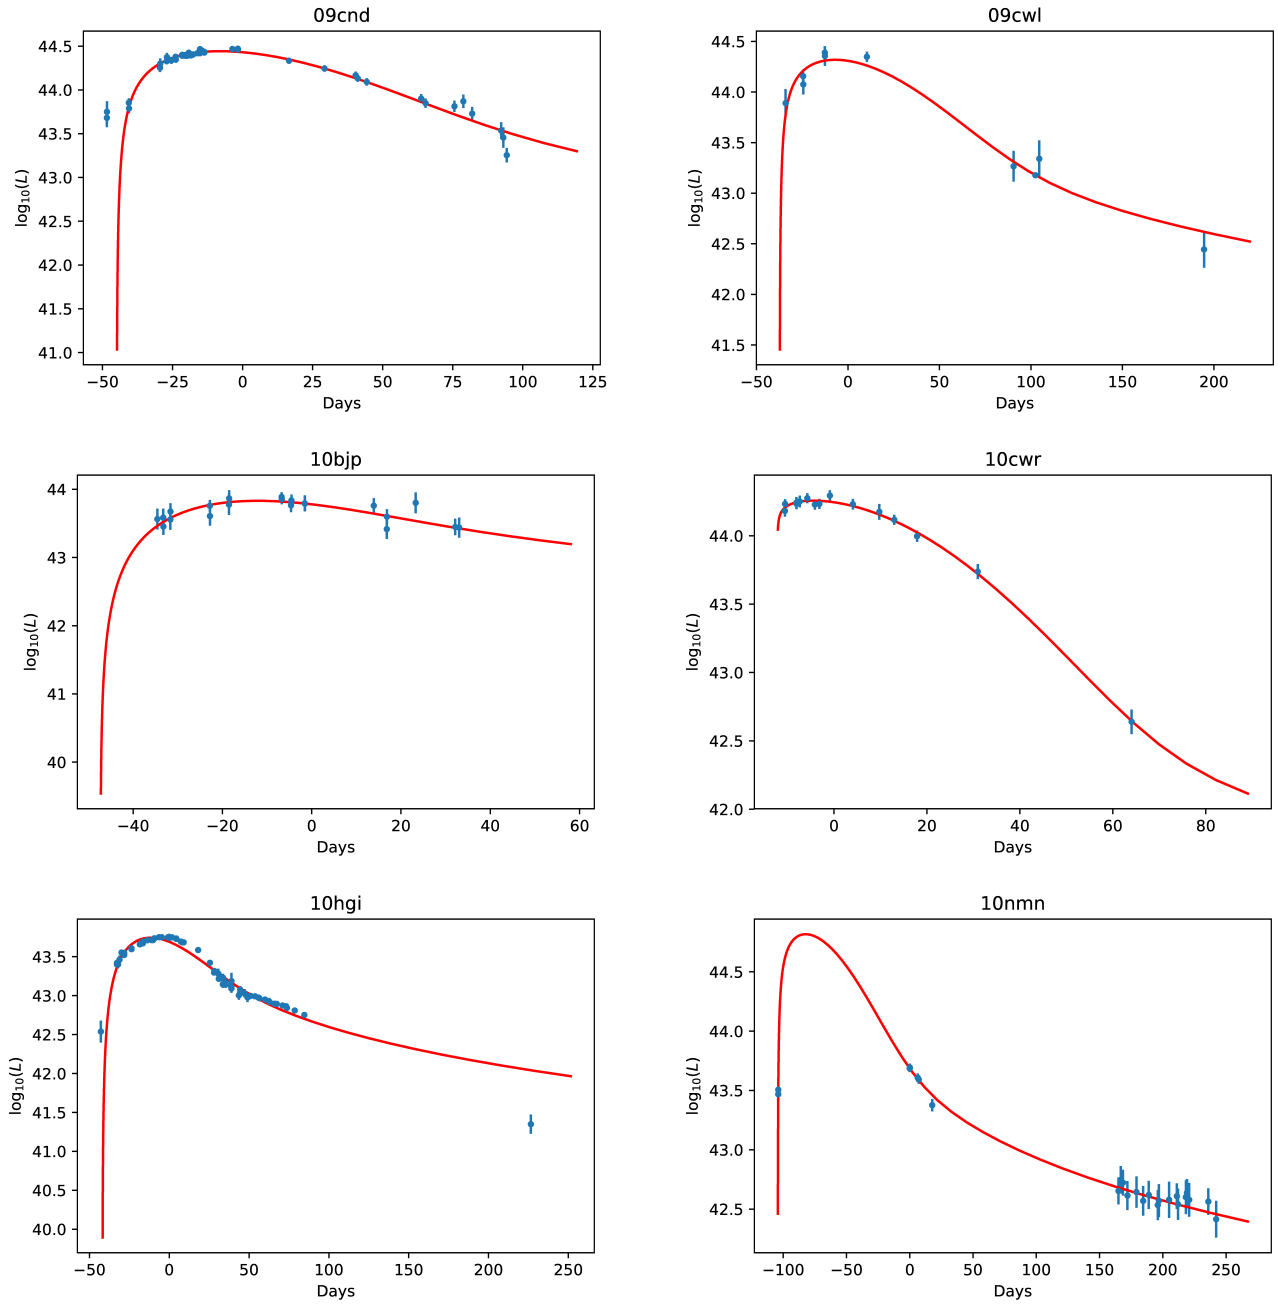 09cnd
log10(L)
44.5
44.0
43.5
43.0
42.5
42.0
41.5
41.0
−50 −25 0 25 50 75 100 125
Days
09cwl
log10(L)
44.5
44.0
43.5
43.0
42.5
42.0
41.5
−50 0 50 100 150 200
Days
10bjp
log10(L)
44
43
42
41
40
−40 −20 0 20 40 60
Days
10cwr
log10(L)
44.0
43.5
43.0
42.5
42.0
0 20 40 60 80
Days
10hgi
log10(L)
43.5
43.0
42.5
42.0
41.5
41.0
40.5
40.0
−50 0 50 100 150 200 250
Days
10nmn
log10(L)
44.5
44.0
43.5
43.0
42.5
−100 −50 0 50 100 150 200 250
Days